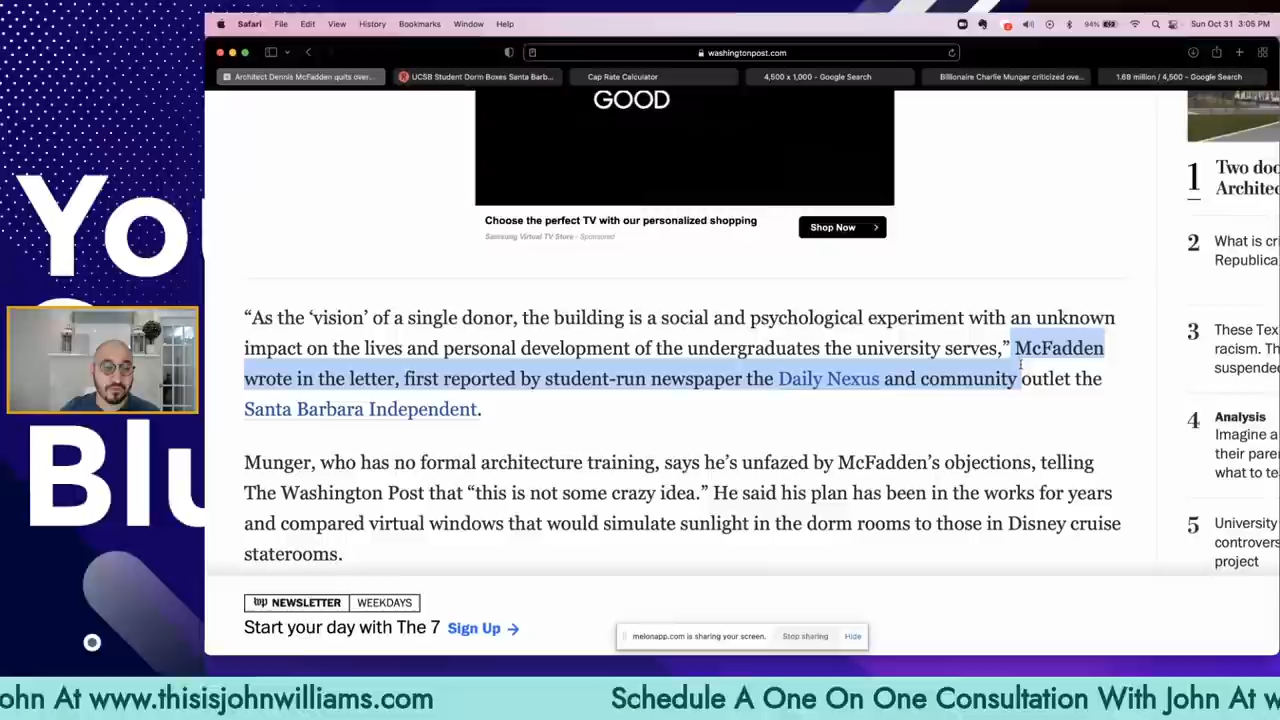 Safari File Edit View History Bookmarks Window Help
94% Sun Oct 31 3:05 PM
washingtonpost.com
Architect Dennis McFadden quits over...
UCSB Student Dorm Boxes Santa Barb...
Cap Rate Calculator
4,500 x 1,000 - Google Search
Billionaire Charlie Munger criticized ove...
1.69 million / 4,500 - Google Search
GOOD
Choose the perfect TV with our personalized shopping
Samsung Virtual TV Store - Sponsored
Shop Now
“As the ‘vision’ of a single donor, the building is a social and psychological experiment with an unknown
impact on the lives and personal development of the undergraduates the university serves,” McFadden
wrote in the letter, first reported by student-run newspaper the Daily Nexus and community outlet the
Santa Barbara Independent.
Munger, who has no formal architecture training, says he’s unfazed by McFadden’s objections, telling
The Washington Post that “this is not some crazy idea.” He said his plan has been in the works for years
and compared virtual windows that would simulate sunlight in the dorm rooms to those in Disney cruise
staterooms.
wp NEWSLETTER WEEKDAYS
Start your day with The 7 Sign Up →
melonapp.com is sharing your screen. Stop sharing Hide
1 Two doo
Architec
2 What is cri
Republica
3 These Tex
racism. Th
suspende
4 Analysis
Imagine a
their pare
what to te
5 University
controvers
project
Yo
Blu
ohn At www.thisisjohnwilliams.com
Schedule A One On One Consultation With John At w